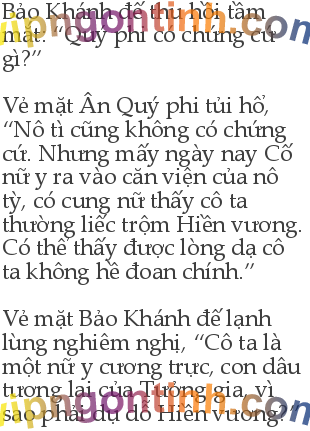 Bảo Khánh đế thu hồi tầm
mắt. “Quý phi có chứng cứ
gì?”
Vẻ mặt Ân Quý phi tủi hổ,
“Nô tì cũng không có chứng
cứ. Nhưng mấy ngày nay Cố
nữ y ra vào căn viện của nô
tỳ, có cung nữ thấy cô ta
thường liếc trộm Hiền vương.
Có thể thấy được lòng dạ cô
ta không hề đoan chính.”
Vẻ mặt Bảo Khánh đế lạnh
lùng nghiêm nghị, “Cô ta là
một nữ y cương trực, con dâu
tương lai của Tướng gia, vì
sao phải dụ dỗ Hiền vương?”
vipngontinh.com
vipngontinh.com